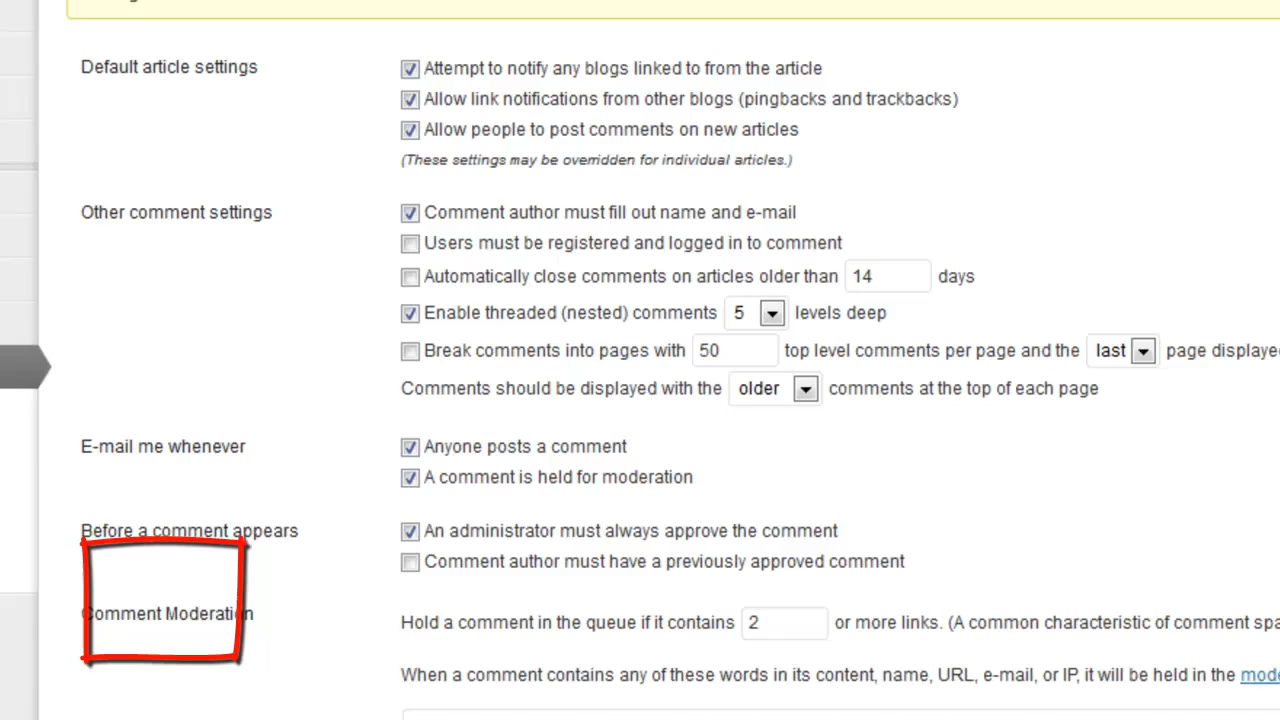 Default article settings
Attempt to notify any blogs linked to from the article
Allow link notifications from other blogs (pingbacks and trackbacks)
Allow people to post comments on new articles
(These settings may be overridden for individual articles.)
Other comment settings
Comment author must fill out name and e-mail
Users must be registered and logged in to comment
Automatically close comments on articles older than 14 days
Enable threaded (nested) comments 5 levels deep
Break comments into pages with 50 top level comments per page and the last page displayed
Comments should be displayed with the older comments at the top of each page
E-mail me whenever
Anyone posts a comment
A comment is held for moderation
Before a comment appears
An administrator must always approve the comment
Comment author must have a previously approved comment
Comment Moderation
Hold a comment in the queue if it contains 2 or more links. (A common characteristic of comment
When a comment contains any of these words in its content, name, URL, e-mail, or IP, it will be held in the